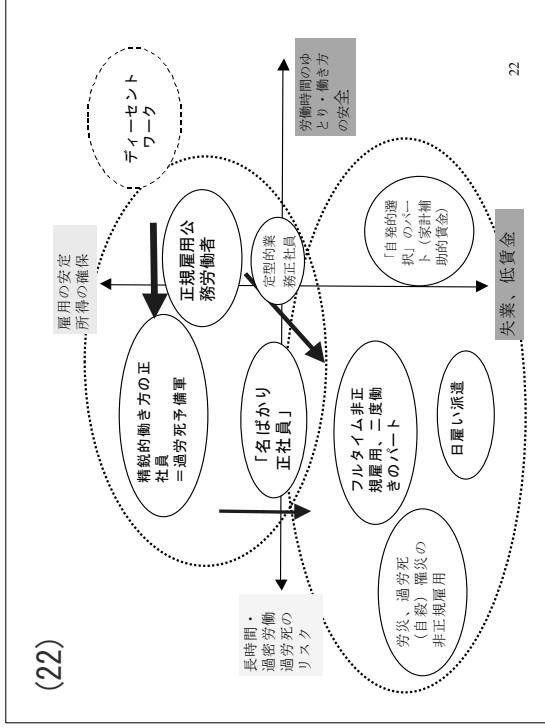 (22)
雇用の安定
所得の確保
ディーセント
ワーク
精鋭的働き方の正
社員
=過労死予備軍
正規雇用公
務労働者
「名ばかり
正社員」
定型的業
務正社員
長時間・
過密労働
過労死の
リスク
労働時間のゆ
とり・働き方
の安全
フルタイム非正
規雇用、二度働
きのパート
「自発的選
択」のパー
ト（家計補
助的賃金）
労災、過労死
（自殺）罹災の
非正規雇用
日雇い派遣
失業、低賃金
22